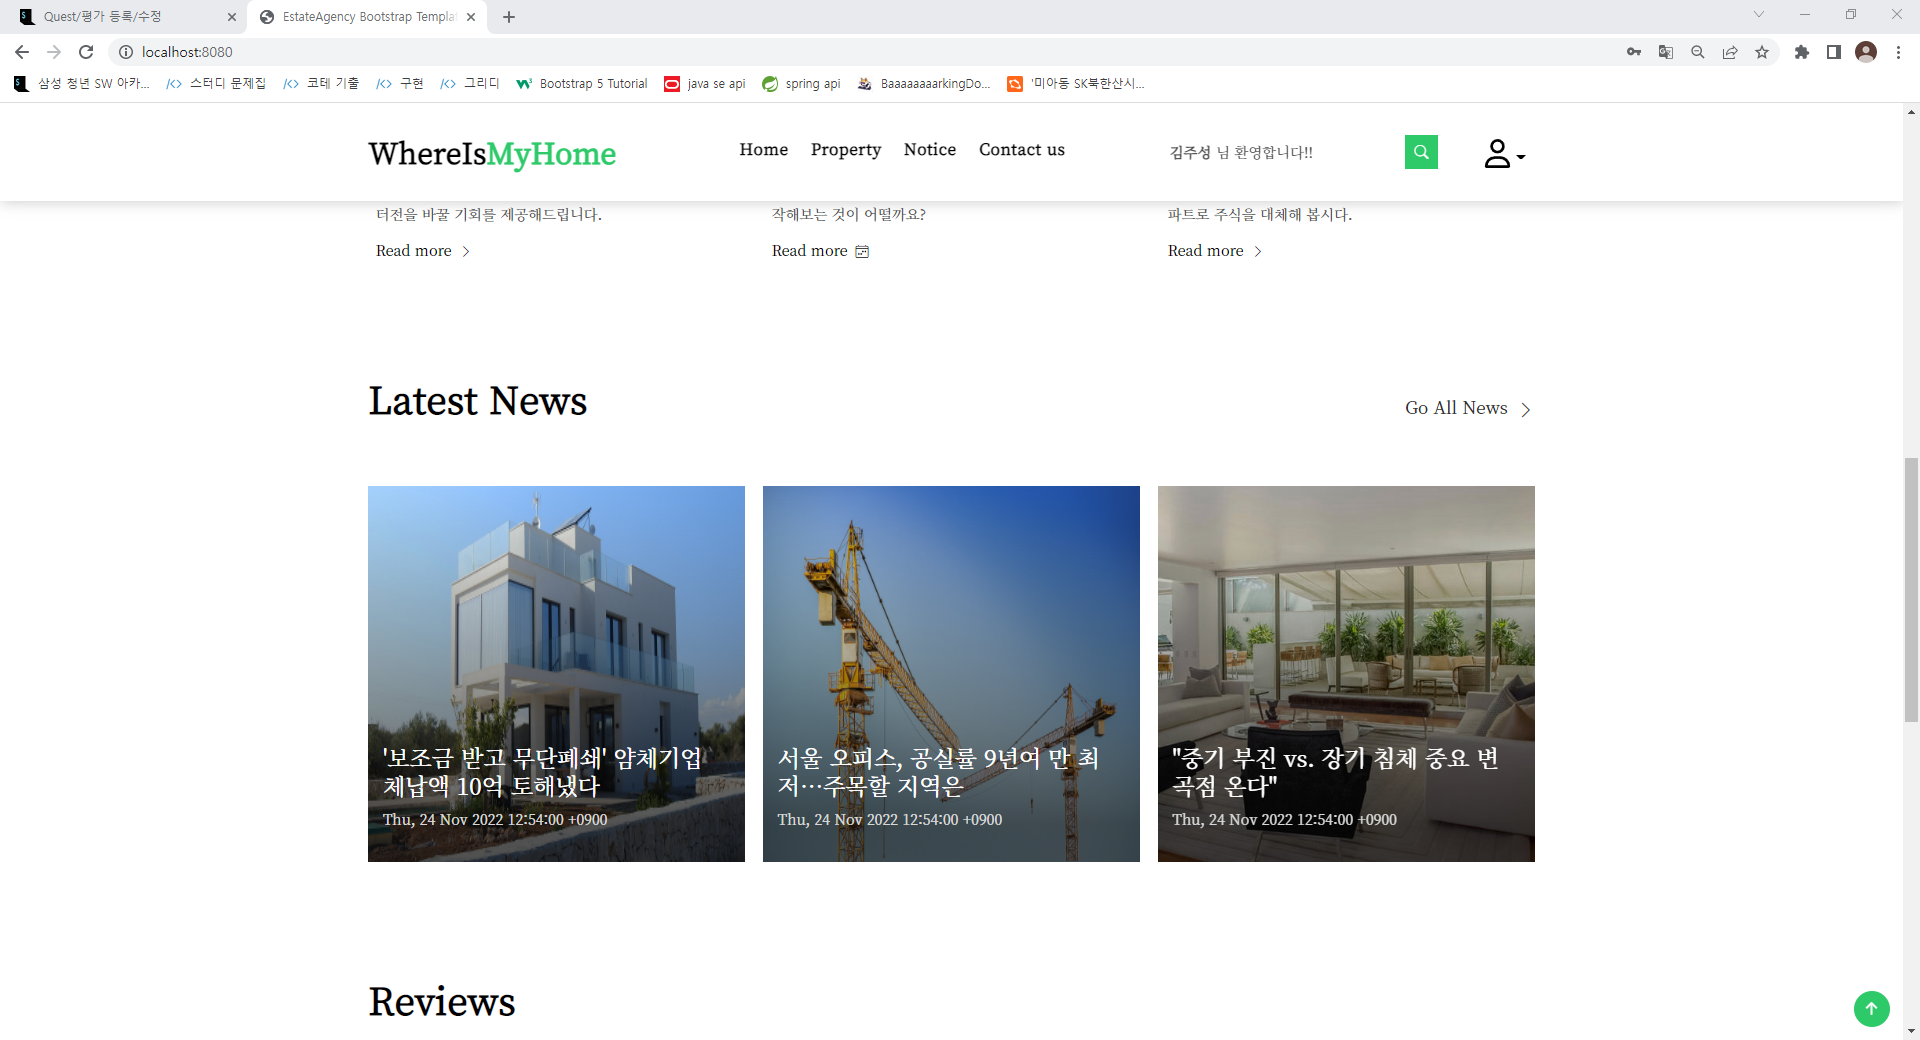 Quest/평가 등록/수정
EstateAgency Bootstrap Templat
localhost:8080
삼성 청년 SW 아카...
스터디 문제집
코테 기출
구현
그리디
Bootstrap 5 Tutorial
java se api
spring api
BaaaaaaaarkingDo...
'미아동 SK북한산시...
WhereIsMyHome
Home
Property
Notice
Contact us
김주성 님 환영합니다!!
터전을 바꿀 기회를 제공해드립니다.
작해보는 것이 어떨까요?
파트로 주식을 대체해 봅시다.
Read more
Read more
Read more
Latest News
Go All News
'보조금 받고 무단폐쇄' 얌체기업
체납액 10억 토해냈다
Thu, 24 Nov 2022 12:54:00 +0900
서울 오피스, 공실률 9년여 만 최
저…주목할 지역은
Thu, 24 Nov 2022 12:54:00 +0900
"중기 부진 vs. 장기 침체 중요 변
곡점 온다"
Thu, 24 Nov 2022 12:54:00 +0900
Reviews